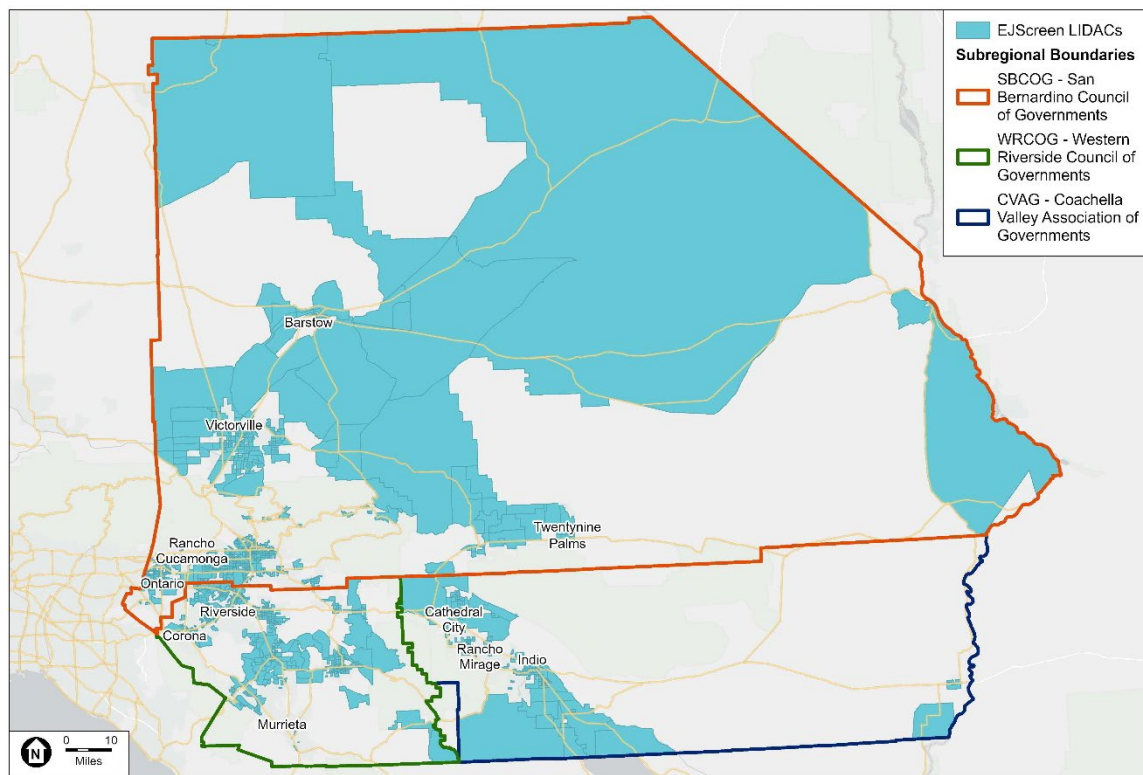 EJScreen LIDACs
Subregional Boundaries
SBCOG - San
Bernardino Council
of Governments
WRCOG - Western
Riverside Council of
Governments
CVAG - Coachella
Valley Association of
Governments
Barstow
Victorville
Twentynine
Palms
Rancho
Cucamonga
Ontario
Riverside
Corona
Cathedral
City
Rancho
Mirage
Indio
Murrieta
N
0 10
Miles